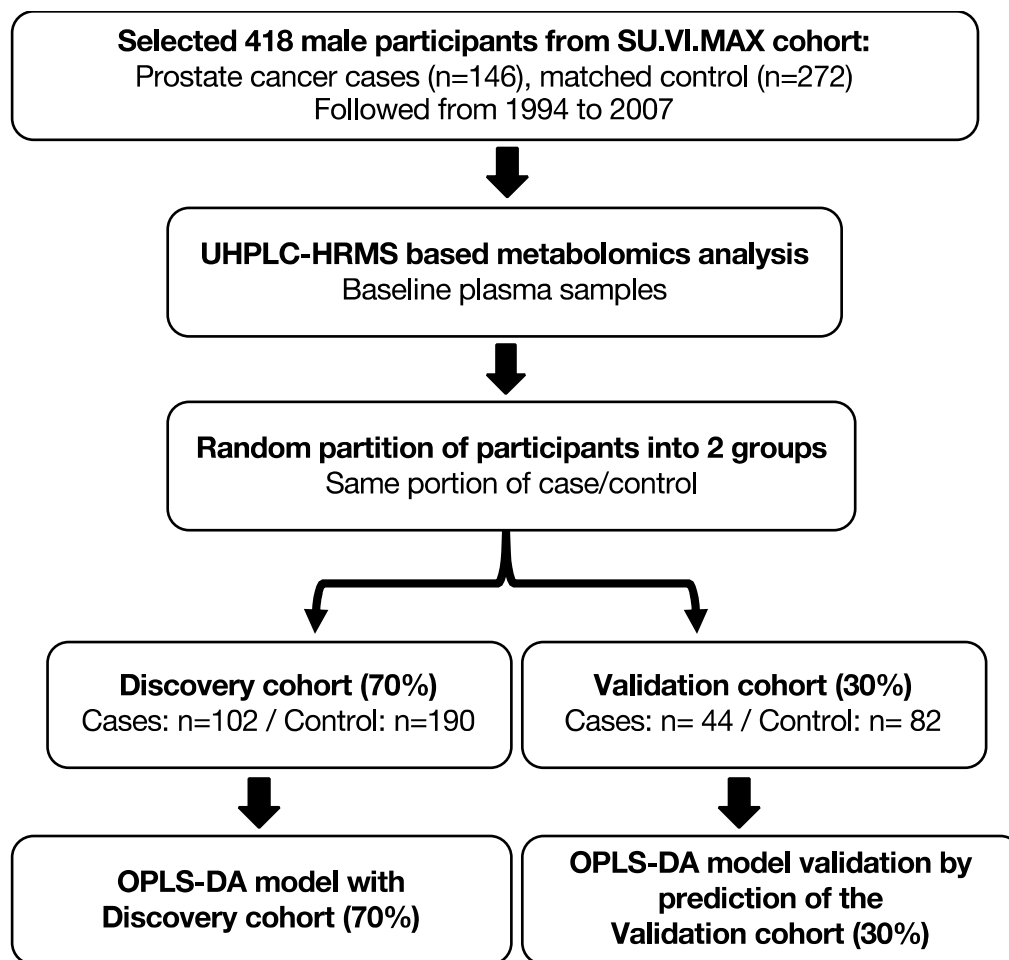 Selected 418 male participants from SU.VI.MAX cohort:
Prostate cancer cases (n=146), matched control (n=272)
Followed from 1994 to 2007
UHPLC-HRMS based metabolomics analysis
Baseline plasma samples
Random partition of participants into 2 groups
Same portion of case/control
Discovery cohort (70%)
Cases: n=102 / Control: n=190
Validation cohort (30%)
Cases: n= 44 / Control: n= 82
OPLS-DA model with
Discovery cohort (70%)
OPLS-DA model validation by
prediction of the
Validation cohort (30%)